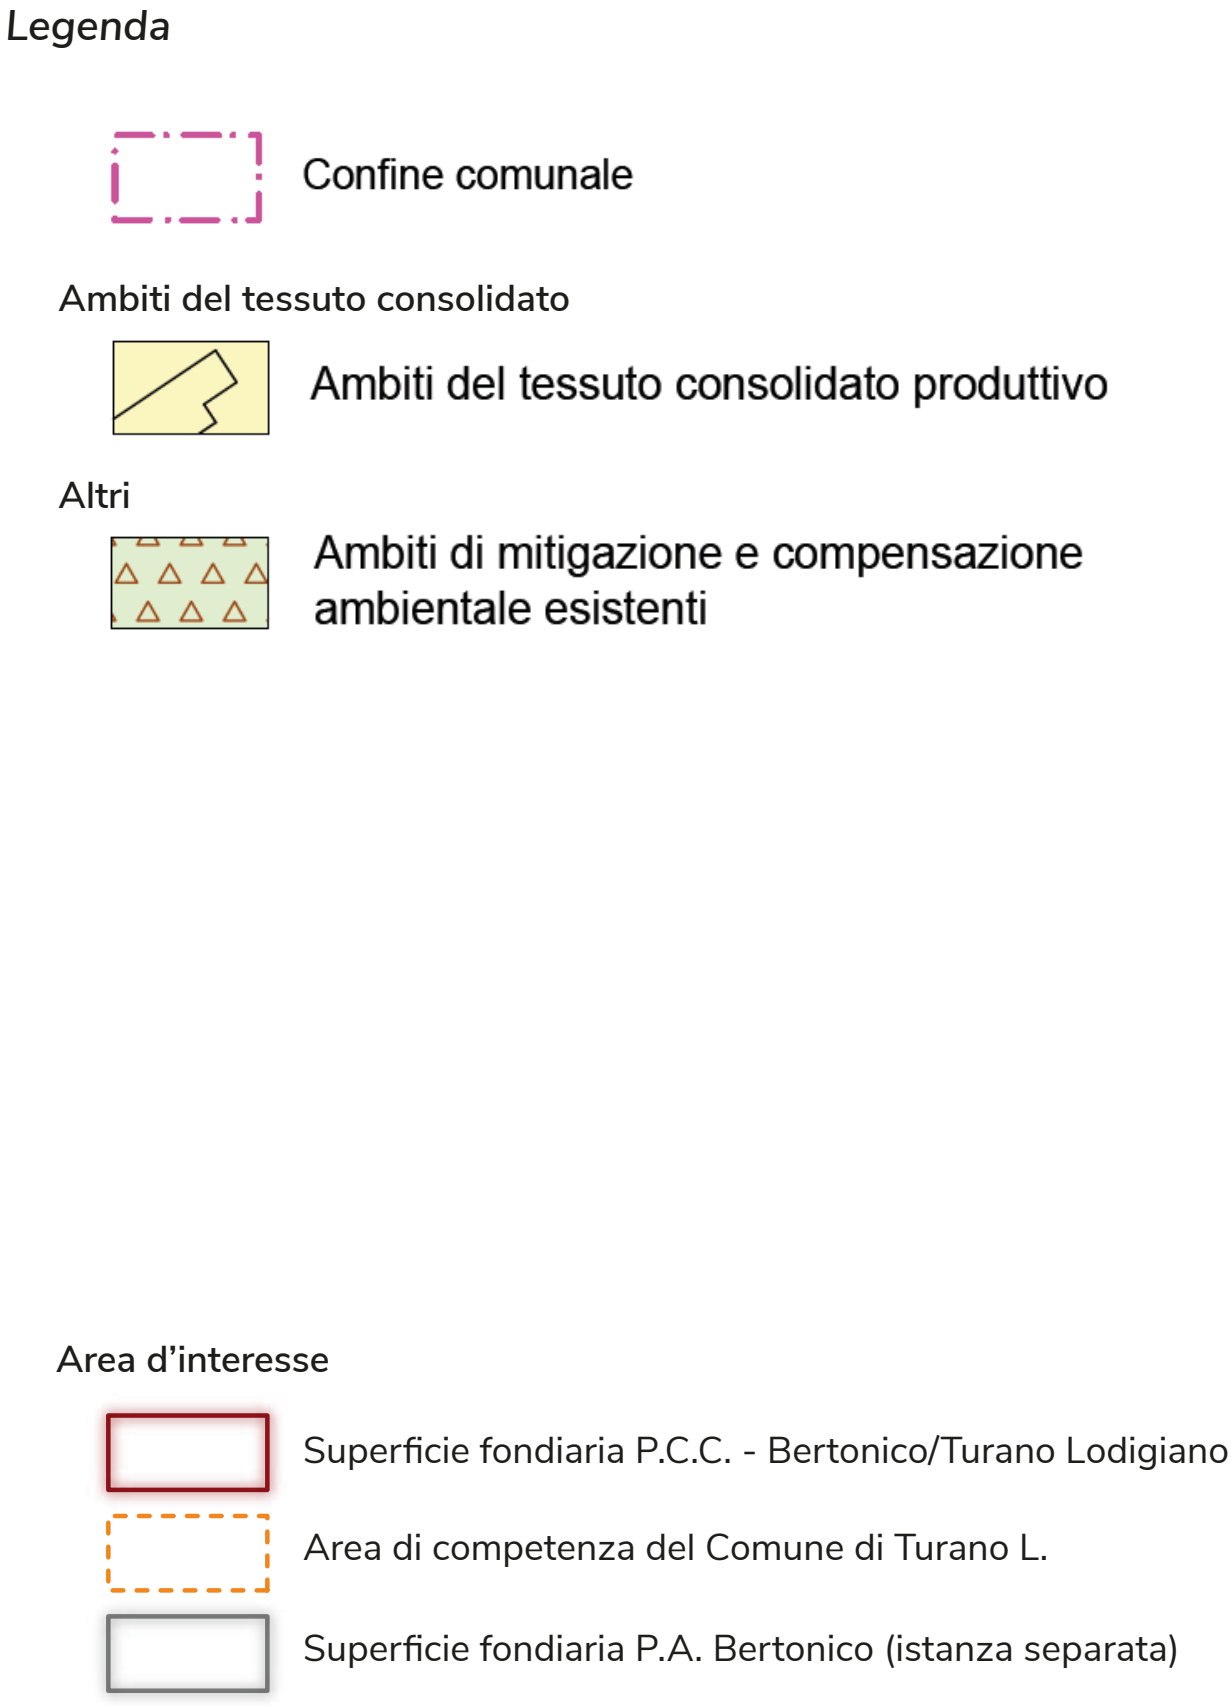 Legenda
Confine comunale
Ambiti del tessuto consolidato
Ambiti del tessuto consolidato produttivo
Altri
Ambiti di mitigazione e compensazione
ambientale esistenti
Area d’interesse
Superficie fondiaria P.C.C. - Bertonico/Turano Lodigiano
Area di competenza del Comune di Turano L.
Superficie fondiaria P.A. Bertonico (istanza separata)